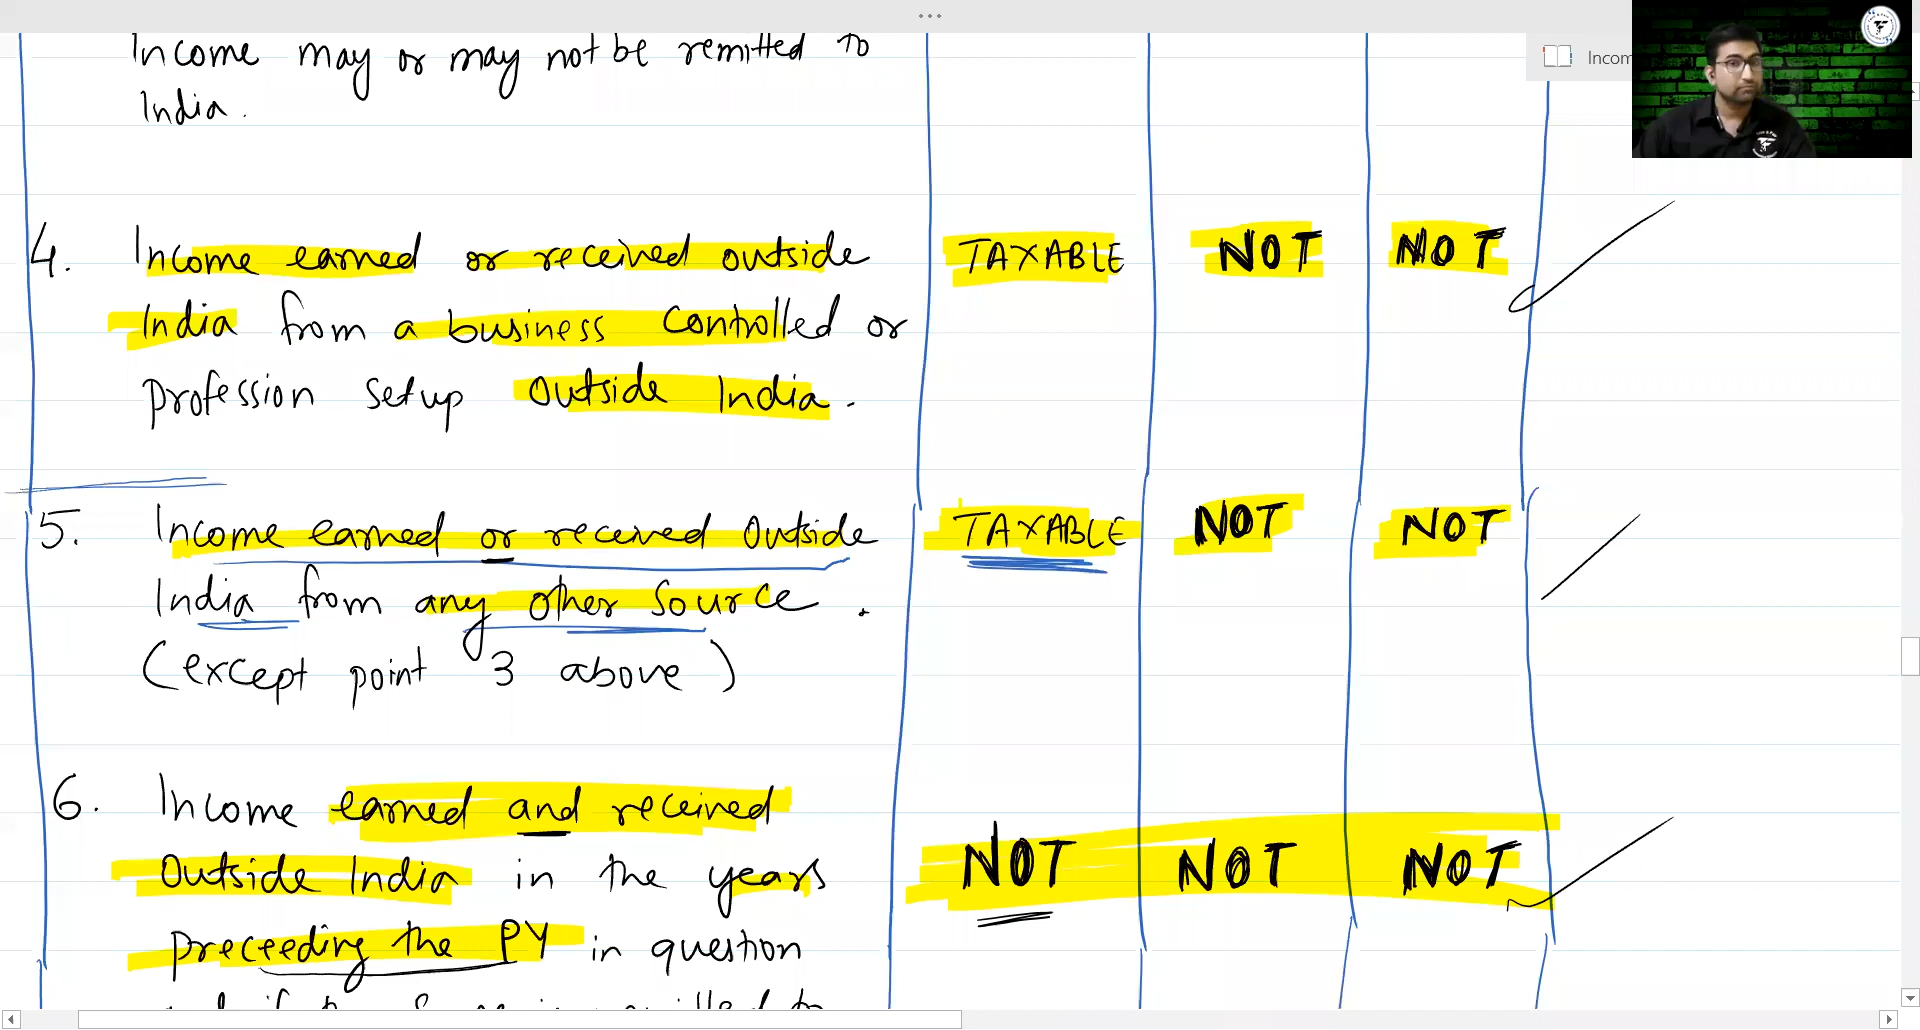 Income may or may not be remitted to
India.
Incom
4. Income earned or received outside TAXABLE NOT NOT
India from a business controlled or
profession setup outside India.
5. Income earned or received outside TAXABLE NOT NOT
India from any other source.
(except point 3 above)
6. Income earned and received
NOT NOT NOT
Outside India in the years
preceeding the PY in question